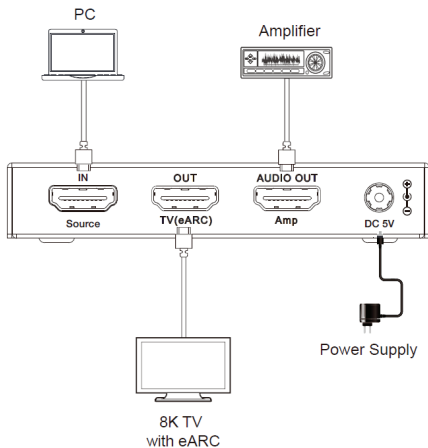 PC
Amplifier
IN
OUT
AUDIO OUT
Source
TV(eARC)
Amp
DC 5V
Power Supply
8K TV
with eARC